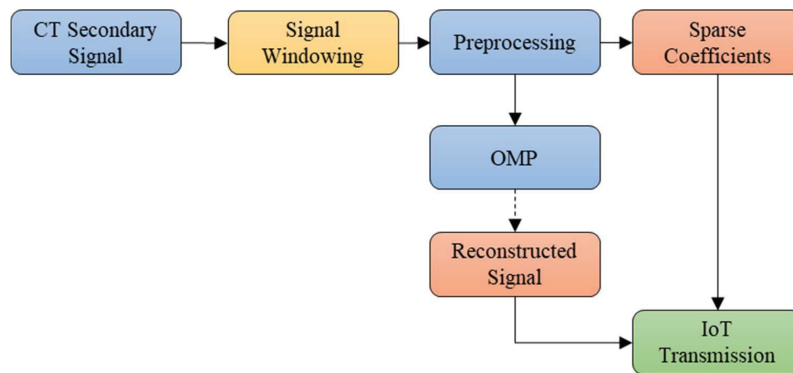 CT Secondary
Signal
Signal
Windowing
Preprocessing
Sparse
Coefficients
OMP
Reconstructed
Signal
IoT
Transmission